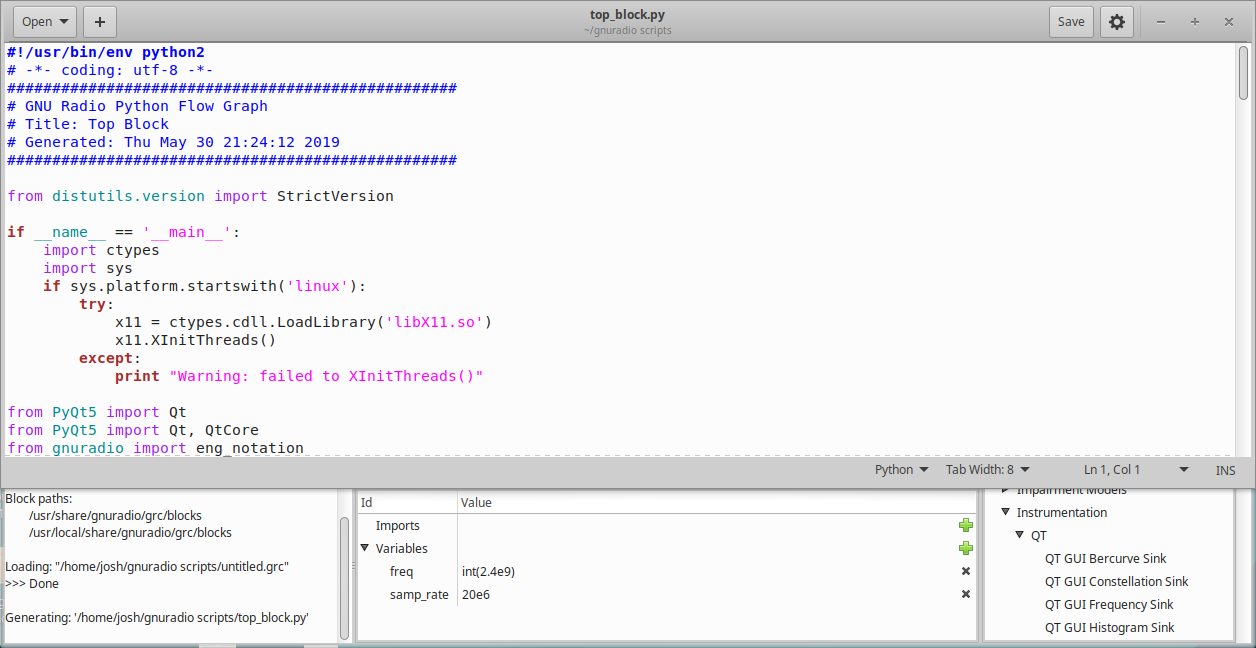 Open
top_block.py
~/gnuradio scripts
Save
#!/usr/bin/env python2
# -*- coding: utf-8 -*-
##################################################
# GNU Radio Python Flow Graph
# Title: Top Block
# Generated: Thu May 30 21:24:12 2019
##################################################
from distutils.version import StrictVersion
if __name__ == '__main__':
    import ctypes
    import sys
    if sys.platform.startswith('linux'):
        try:
            x11 = ctypes.cdll.LoadLibrary('libX11.so')
            x11.XInitThreads()
        except:
            print "Warning: failed to XInitThreads()"
from PyQt5 import Qt
from PyQt5 import Qt, QtCore
from gnuradio import eng_notation
Python Tab Width: 8 Ln 1, Col 1 INS
Block paths:
/usr/share/gnuradio/grc/blocks
/usr/local/share/gnuradio/grc/blocks
Loading: "/home/josh/gnuradio scripts/untitled.grc"
>>> Done
Generating: '/home/josh/gnuradio scripts/top_block.py'
Id Value
Imports
Variables
freq int(2.4e9)
samp_rate 20e6
Impairment Models
Instrumentation
QT
QT GUI Bercurve Sink
QT GUI Constellation Sink
QT GUI Frequency Sink
QT GUI Histogram Sink